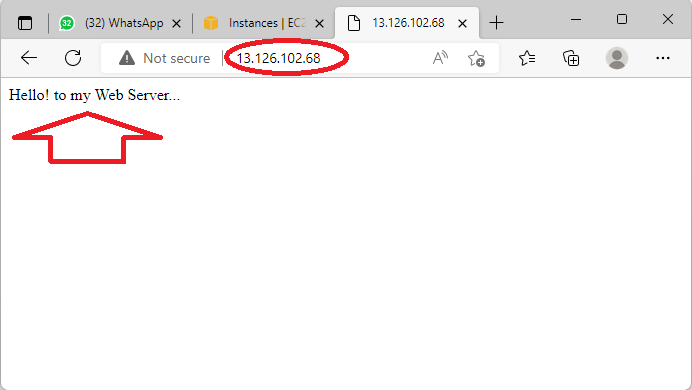 (32) WhatsApp
Instances | EC2
13.126.102.68
Not secure
13.126.102.68
Hello! to my Web Server...